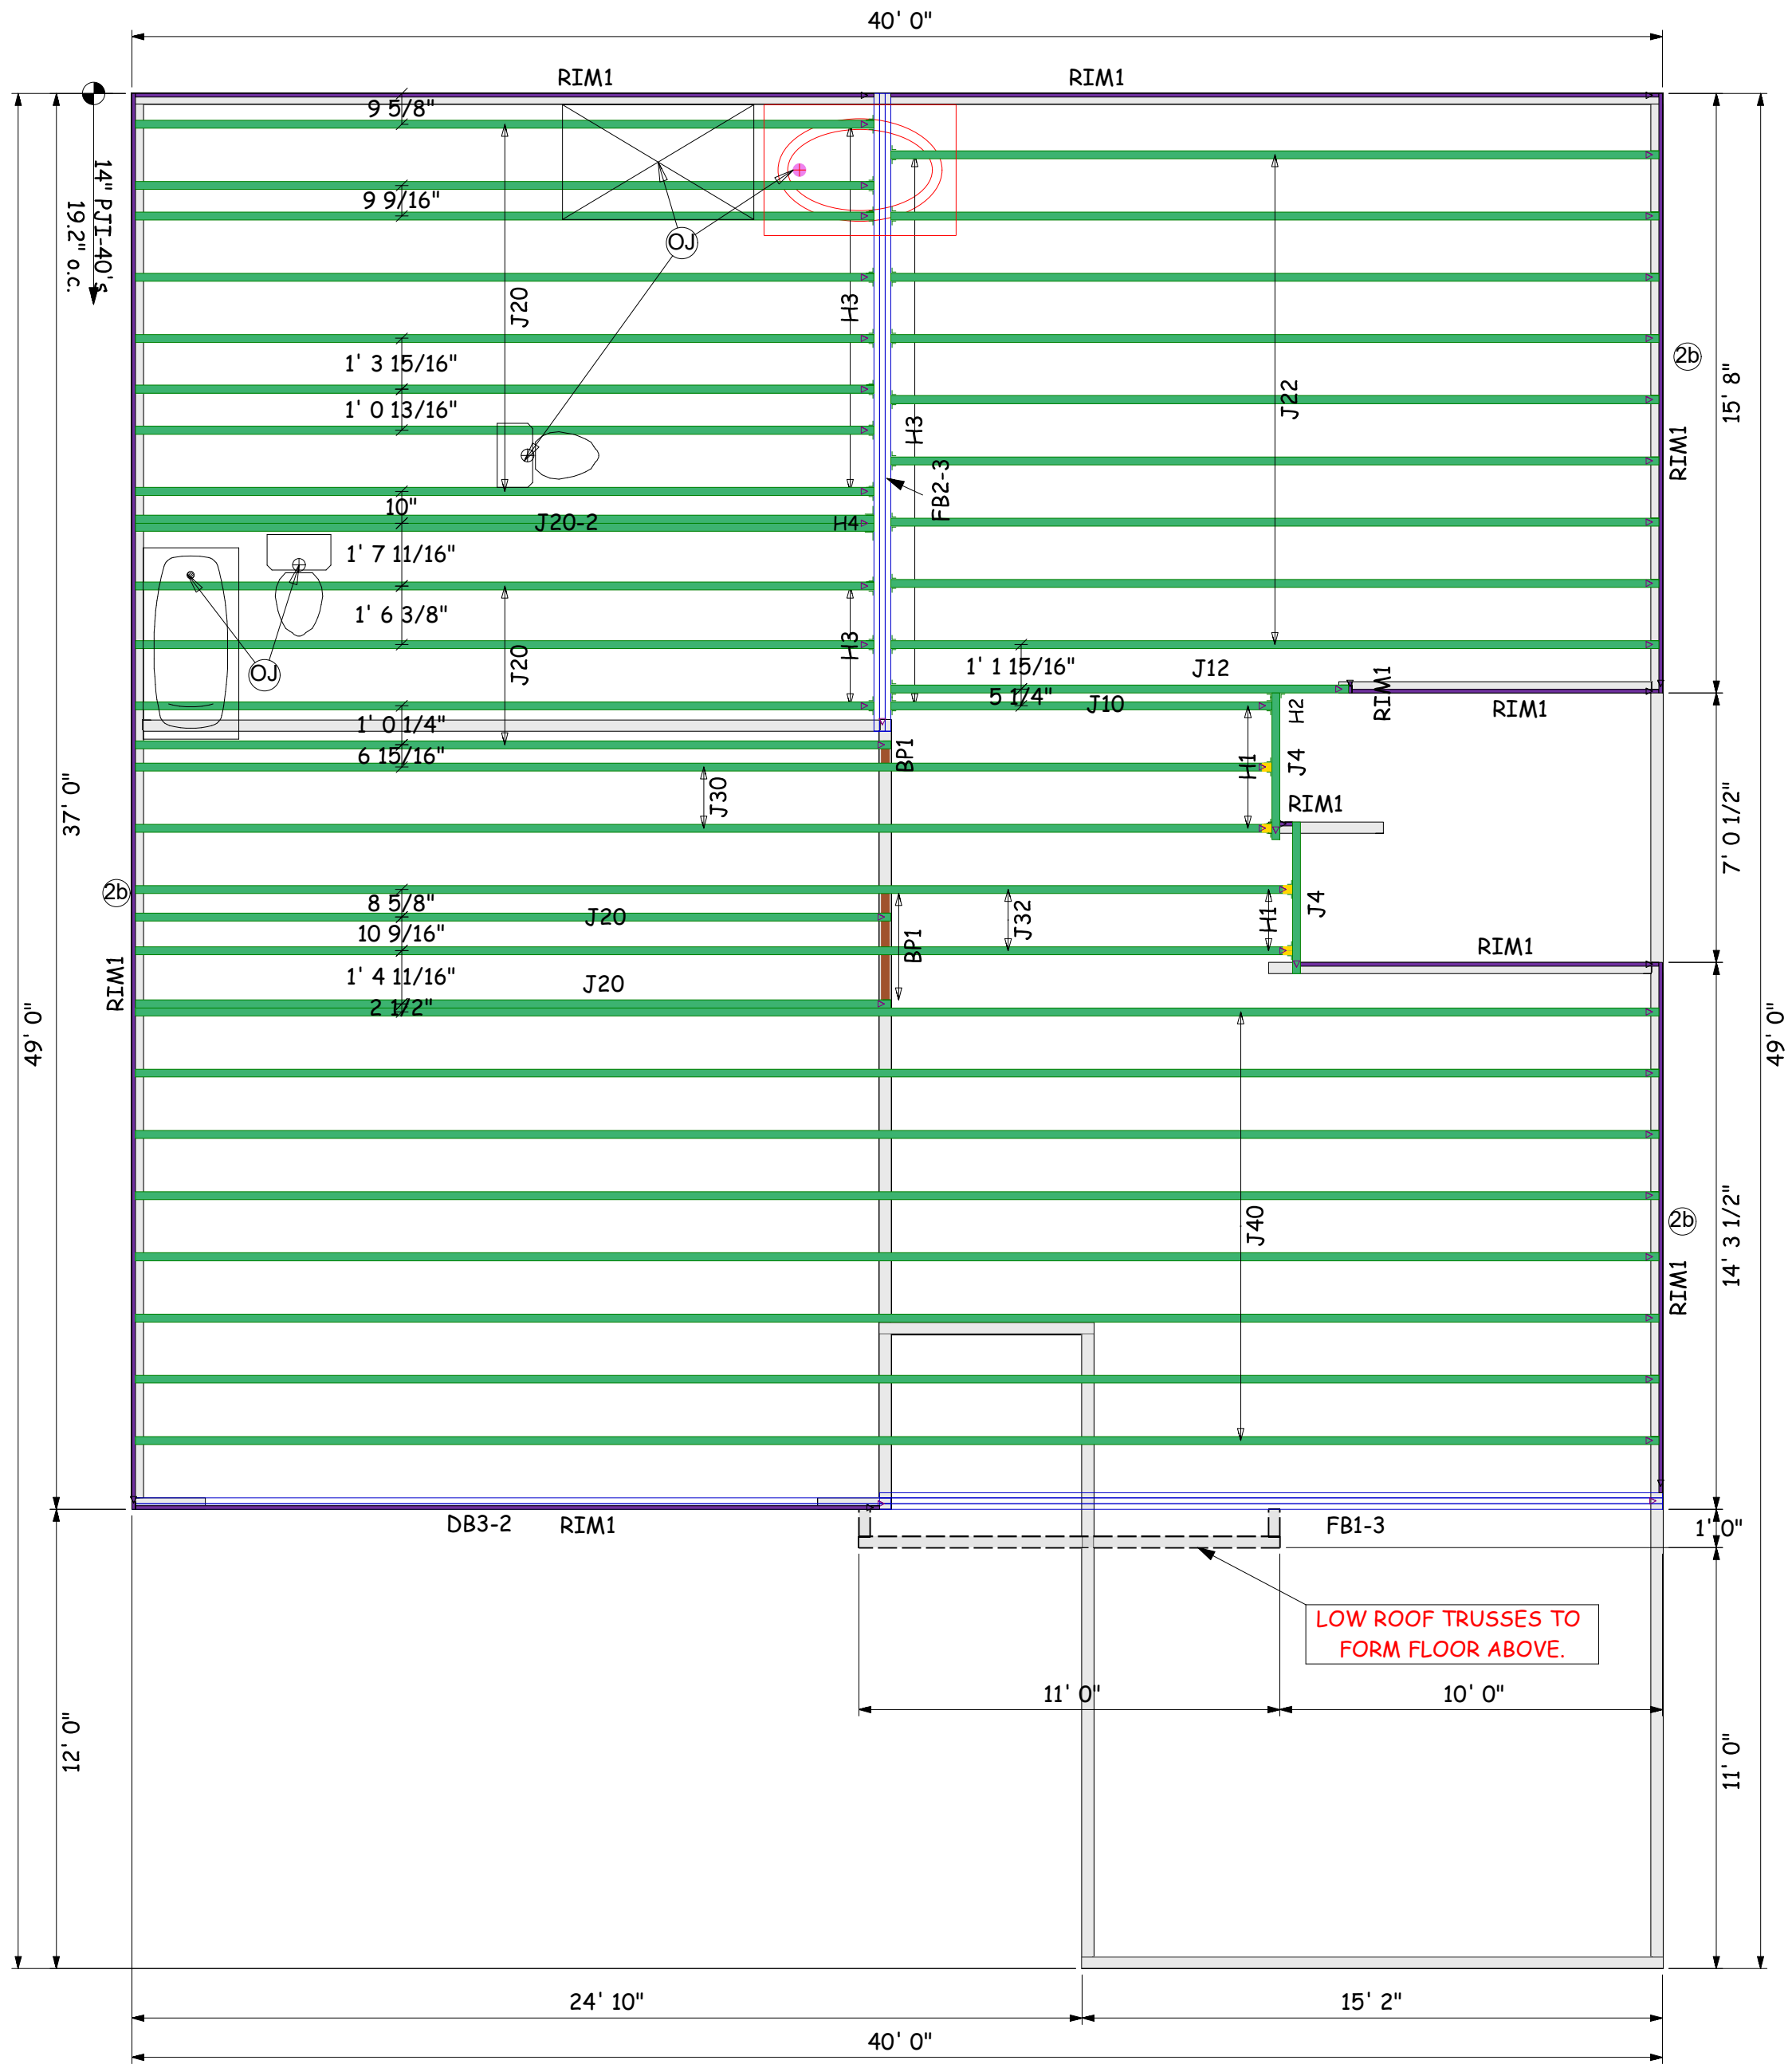 40' 0"
RIM1
RIM1
9 5/8"
14" PJI-40's
19.2" o.c.
9 9/16"
OJ
J20
H3
1' 3 15/16"
1' 0 13/16"
H3
J22
2b
15' 8"
RIM1
FB2-3
10"
J20-2
H4
1' 7 11/16"
1' 6 3/8"
OJ
J20
H3
1' 1 15/16"
J12
5 1/4"
J10
RIM1
RIM1
H2
1' 0 1/4"
6 15/16"
BP1
J30
H1
J4
RIM1
37' 0"
7' 0 1/2"
2b
8 5/8"
J20
10 9/16"
J32
H1
J4
BP1
RIM1
RIM1
1' 4 11/16"
J20
2 1/2"
49' 0"
49' 0"
J40
2b
14' 3 1/2"
RIM1
DB3-2
RIM1
FB1-3
1' 0"
LOW ROOF TRUSSES TO
FORM FLOOR ABOVE.
11' 0"
10' 0"
12' 0"
11' 0"
24' 10"
15' 2"
40' 0"